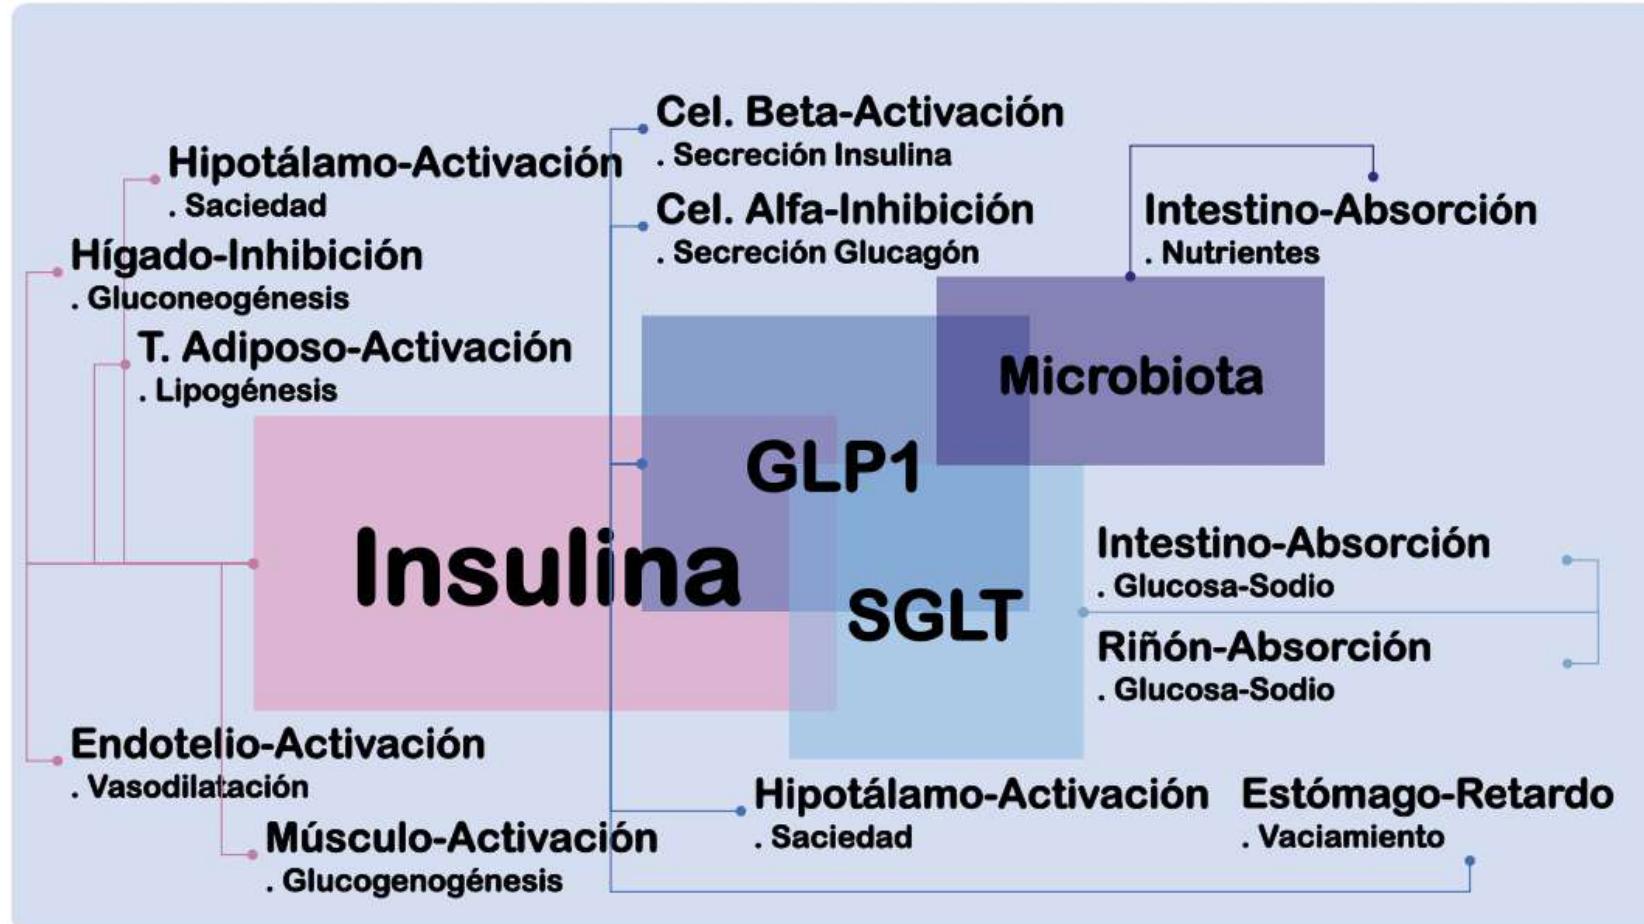 Cel. Beta-Activación
. Secreción Insulina
Hipotálamo-Activación
. Saciedad
Cel. Alfa-Inhibición
. Secreción Glucagón
Intestino-Absorción
. Nutrientes
Hígado-Inhibición
. Gluconeogénesis
T. Adiposo-Activación
. Lipogénesis
Microbiota
GLP1
Insulina
SGLT
Intestino-Absorción
. Glucosa-Sodio
Riñón-Absorción
. Glucosa-Sodio
Endotelio-Activación
. Vasodilatación
Músculo-Activación
. Glucogenogénesis
Hipotálamo-Activación
. Saciedad
Estómago-Retardo
. Vaciamiento